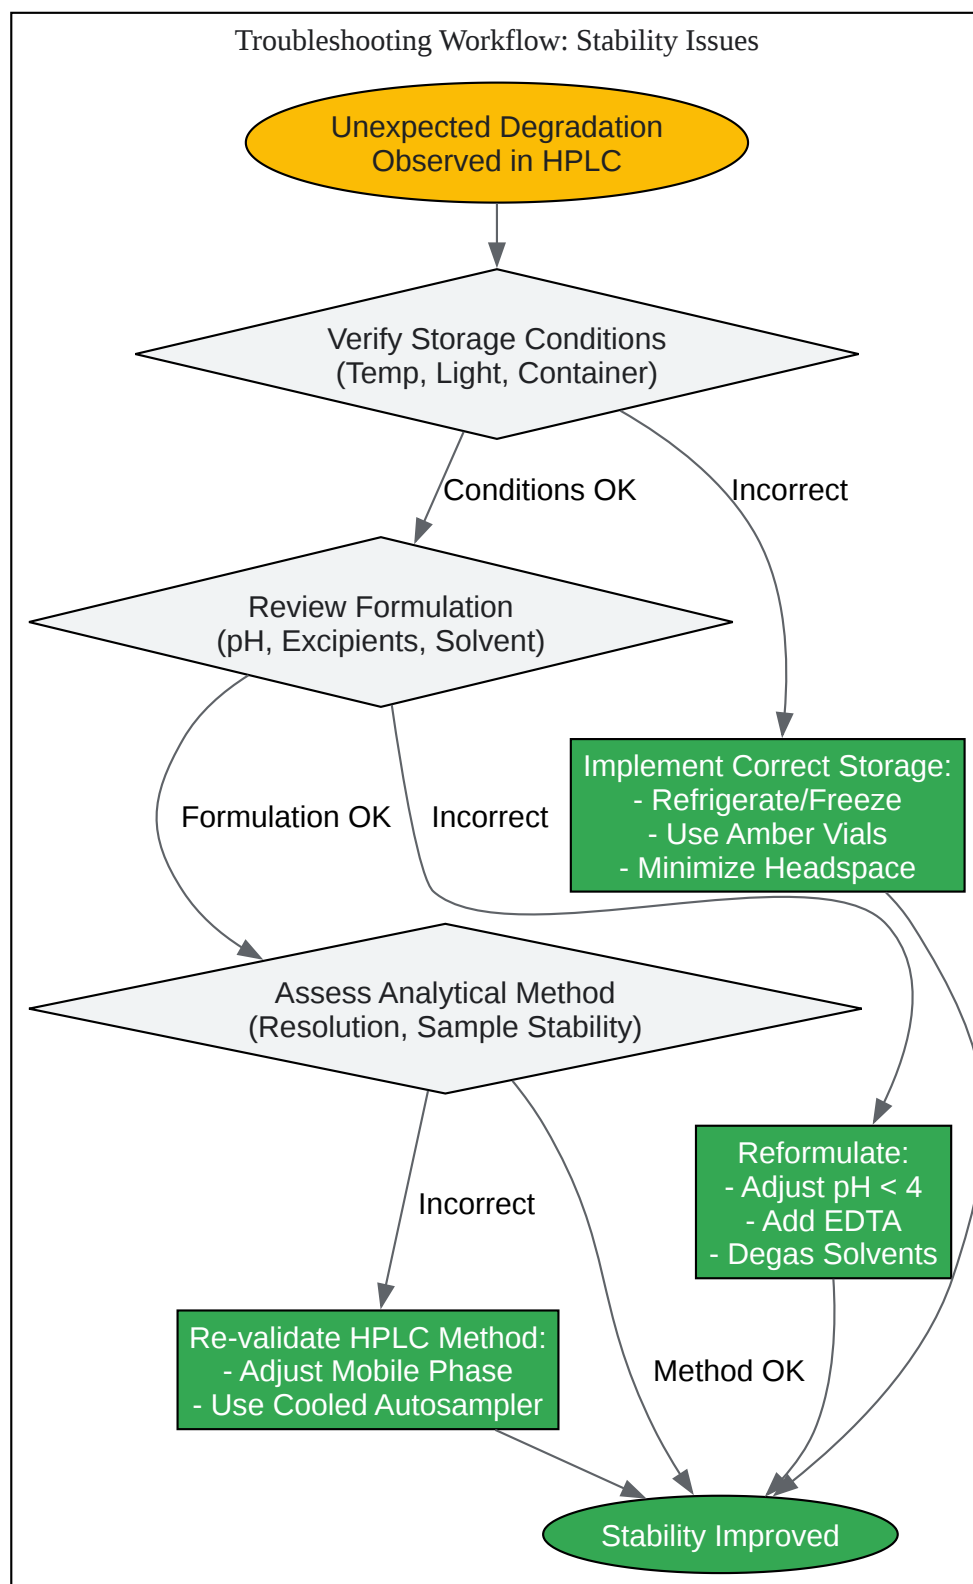 Troubleshooting Workflow: Stability Issues
Unexpected Degradation
Observed in HPLC
Verify Storage Conditions
(Temp, Light, Container)
Conditions OK
Incorrect
Review Formulation
(pH, Excipients, Solvent)
Implement Correct Storage:
- Refrigerate/Freeze
- Use Amber Vials
- Minimize Headspace
Formulation OK
Incorrect
Assess Analytical Method
(Resolution, Sample Stability)
Reformulate:
- Adjust pH < 4
- Add EDTA
- Degas Solvents
Incorrect
Re-validate HPLC Method:
- Adjust Mobile Phase
- Use Cooled Autosampler
Method OK
Stability Improved